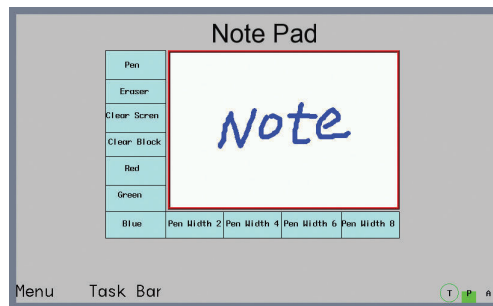 Note Pad
Pen
Eraser
Clear Scren
Clear Block
Red
Green
Blue
Pen Width 2 Pen Width 4 Pen Width 6 Pen Width 8
Note
Menu Task Bar
T P A